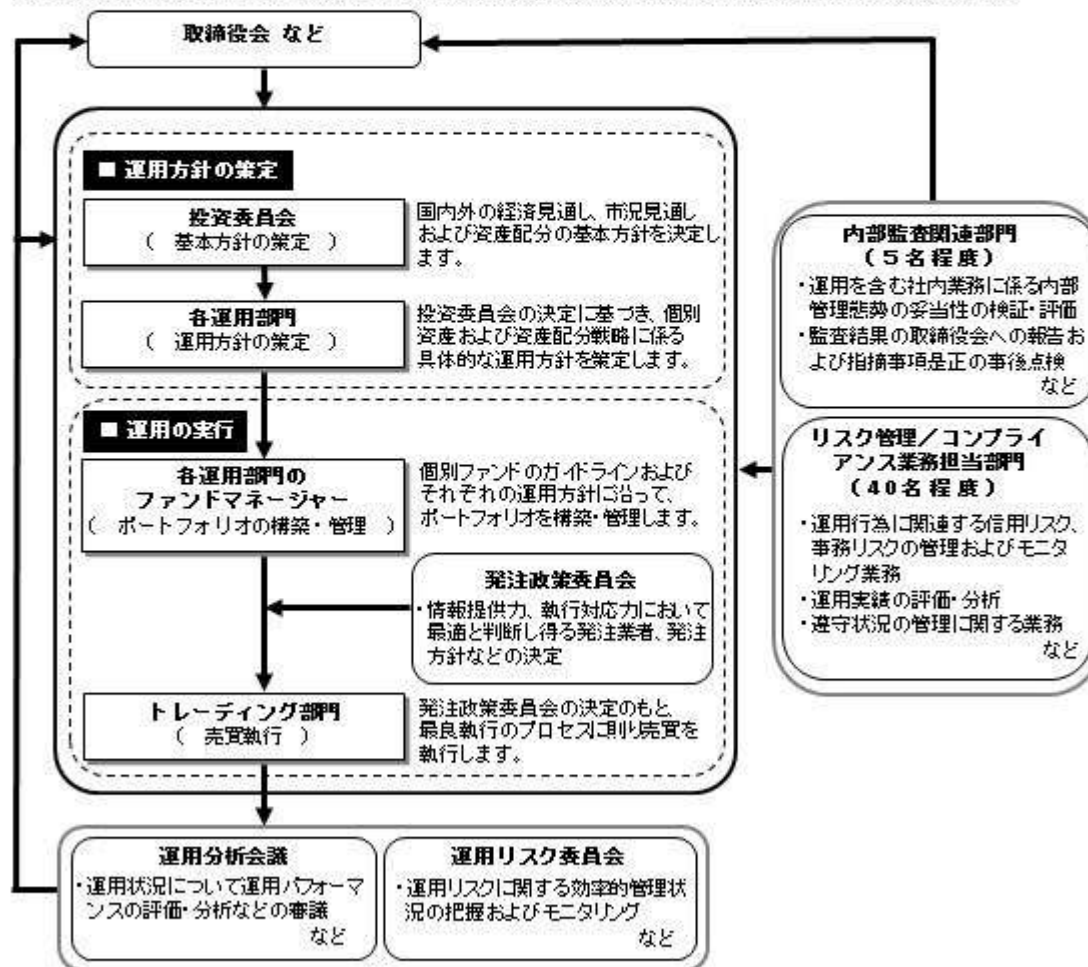 取締役会 など
■ 運用方針の策定
投資委員会
( 基本方針の策定 )
国内外の経済見通し、市況見通し
および資産配分の基本方針を決定し
ます。
各運用部門
( 運用方針の策定 )
投資委員会の決定に基づき、個別
資産および資産配分戦略に係る
具体的な運用方針を策定します。
■ 運用の実行
各運用部門の
ファンドマネージャー
( ポートフォリオの構築・管理 )
個別ファンドのガイドラインおよび
それぞれの運用方針に沿って、
ポートフォリオを構築・管理します。
発注政策委員会
・情報提供力、執行対応力において
最適と判断し得る発注業者、発注
方針などの決定
トレーディング部門
( 売買執行 )
発注政策委員会の決定のもと、
最良執行のプロセスに則り売買を
執行します。
運用分析会議
・運用状況について運用パフォーマ
ンスの評価・分析などの審議
など
運用リスク委員会
・運用リスクに関する効率的管理状
況の把握およびモニタリング
など
内部監査関連部門
(5名程度)
・運用を含む社内業務に係る内部
管理態勢の妥当性の検証・評価
・監査結果の取締役会への報告お
よび指摘事項是正の事後点検
など
リスク管理/コンプライ
アンス業務担当部門
(40名程度)
・運用行為に関連する信用リスク、
事務リスクの管理およびモニタ
リング業務
・運用実績の評価・分析
・遵守状況の管理に関する業務
など